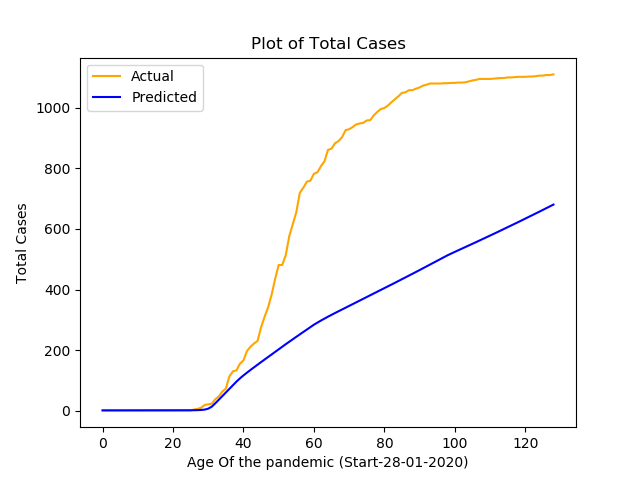 Plot of Total Cases
Actual
Predicted
1000
800
600
400
200
0
Total Cases
0 20 40 60 80 100 120
Age Of the pandemic (Start-28-01-2020)